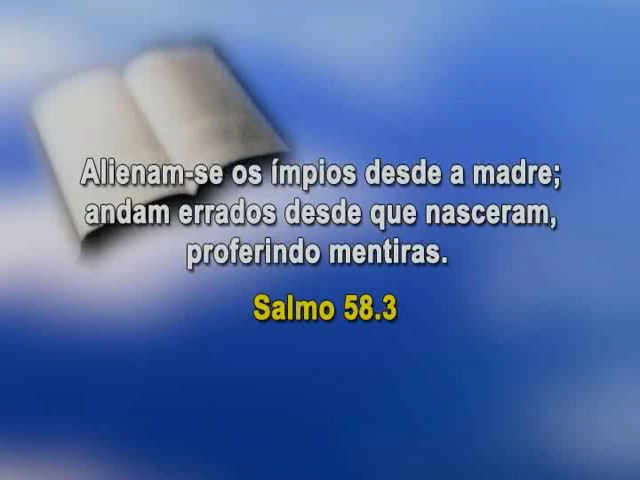 Alienam-se os ímpios desde a madre;
andam errados desde que nasceram,
proferindo mentiras.
Salmo 58.3